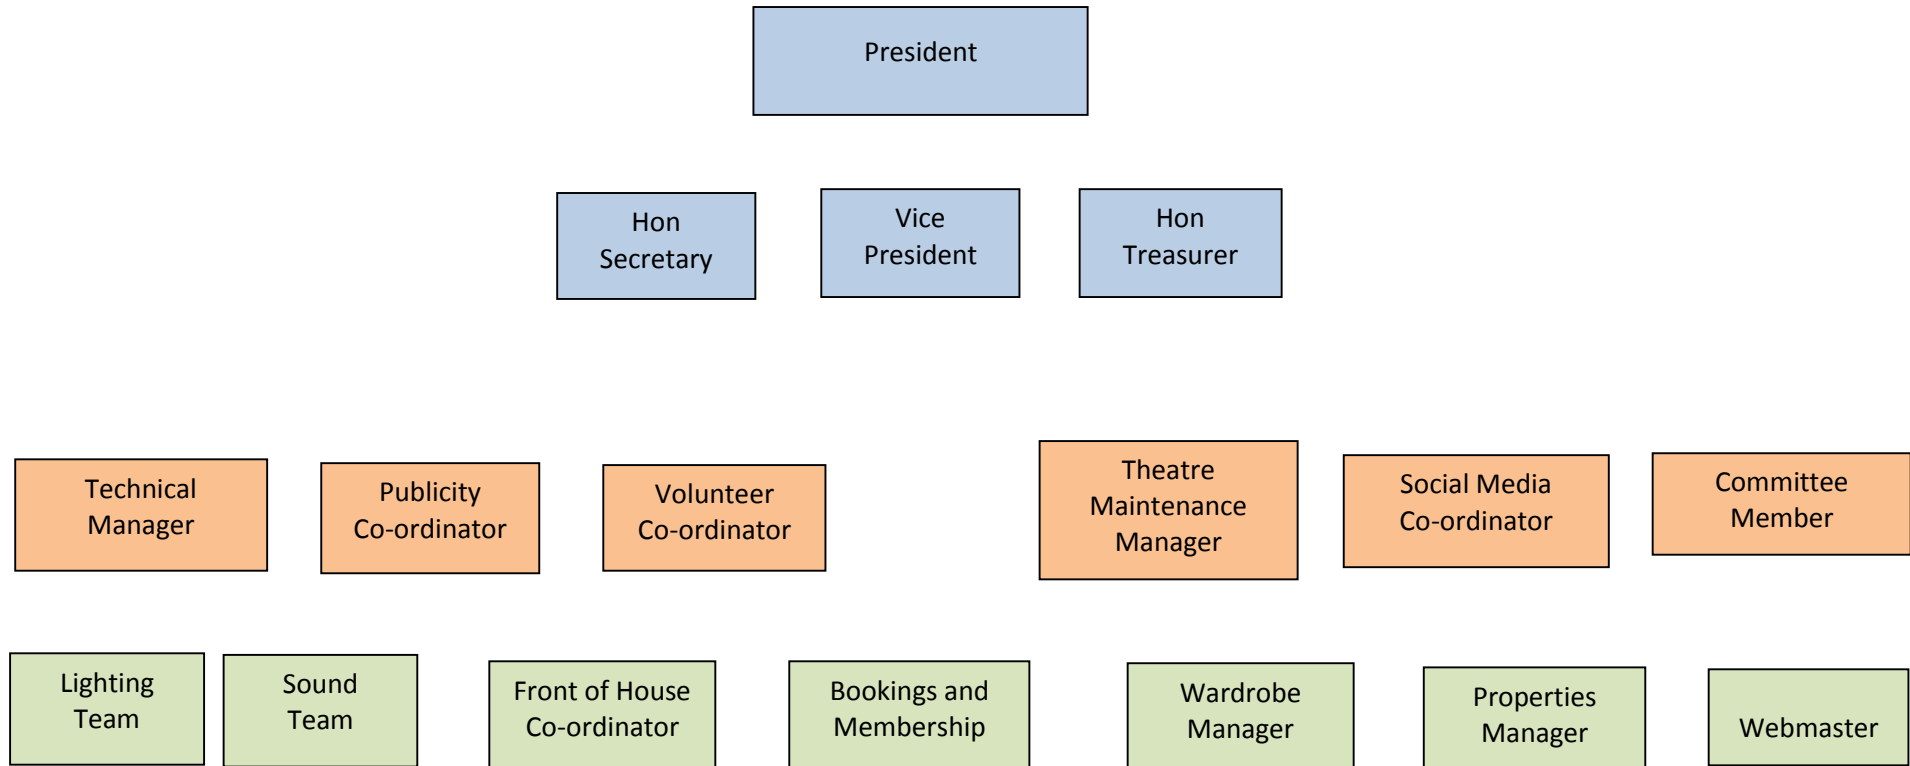 President
Hon
Secretary
Vice
President
Hon
Treasurer
Technical
Manager
Publicity
Co-ordinator
Volunteer
Co-ordinator
Theatre
Maintenance
Manager
Social Media
Co-ordinator
Committee
Member
Lighting
Team
Sound
Team
Front of House
Co-ordinator
Bookings and
Membership
Wardrobe
Manager
Properties
Manager
Webmaster